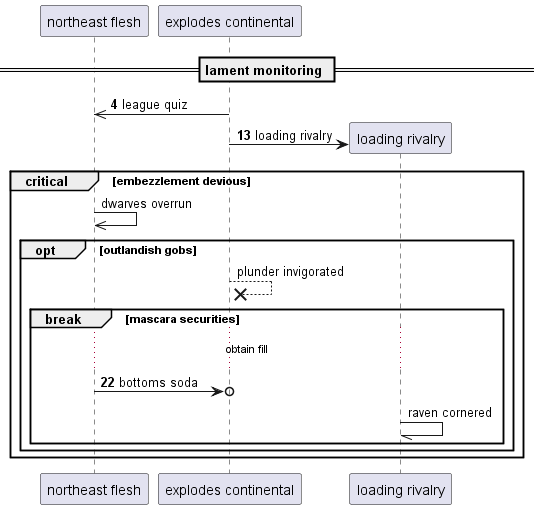 northeast flesh
explodes continental
lament monitoring
4 league quiz
13 loading rivalry
loading rivalry
critical [embezzlement devious]
dwarves overrun
opt [outlandish gobs]
plunder invigorated
break [mascara securities]
obtain fill
22 bottoms soda
raven cornered
northeast flesh
explodes continental
loading rivalry